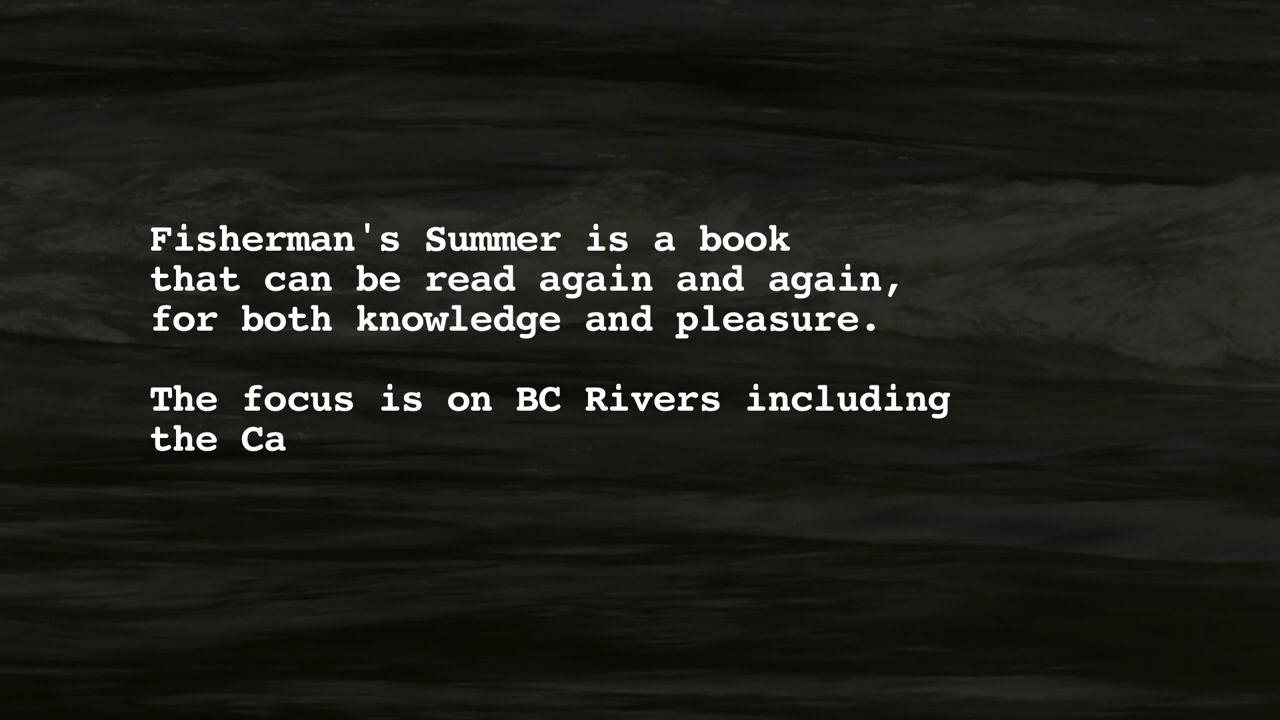 Fisherman's Summer is a book
that can be read again and again,
for both knowledge and pleasure.
The focus is on BC Rivers including
the Ca